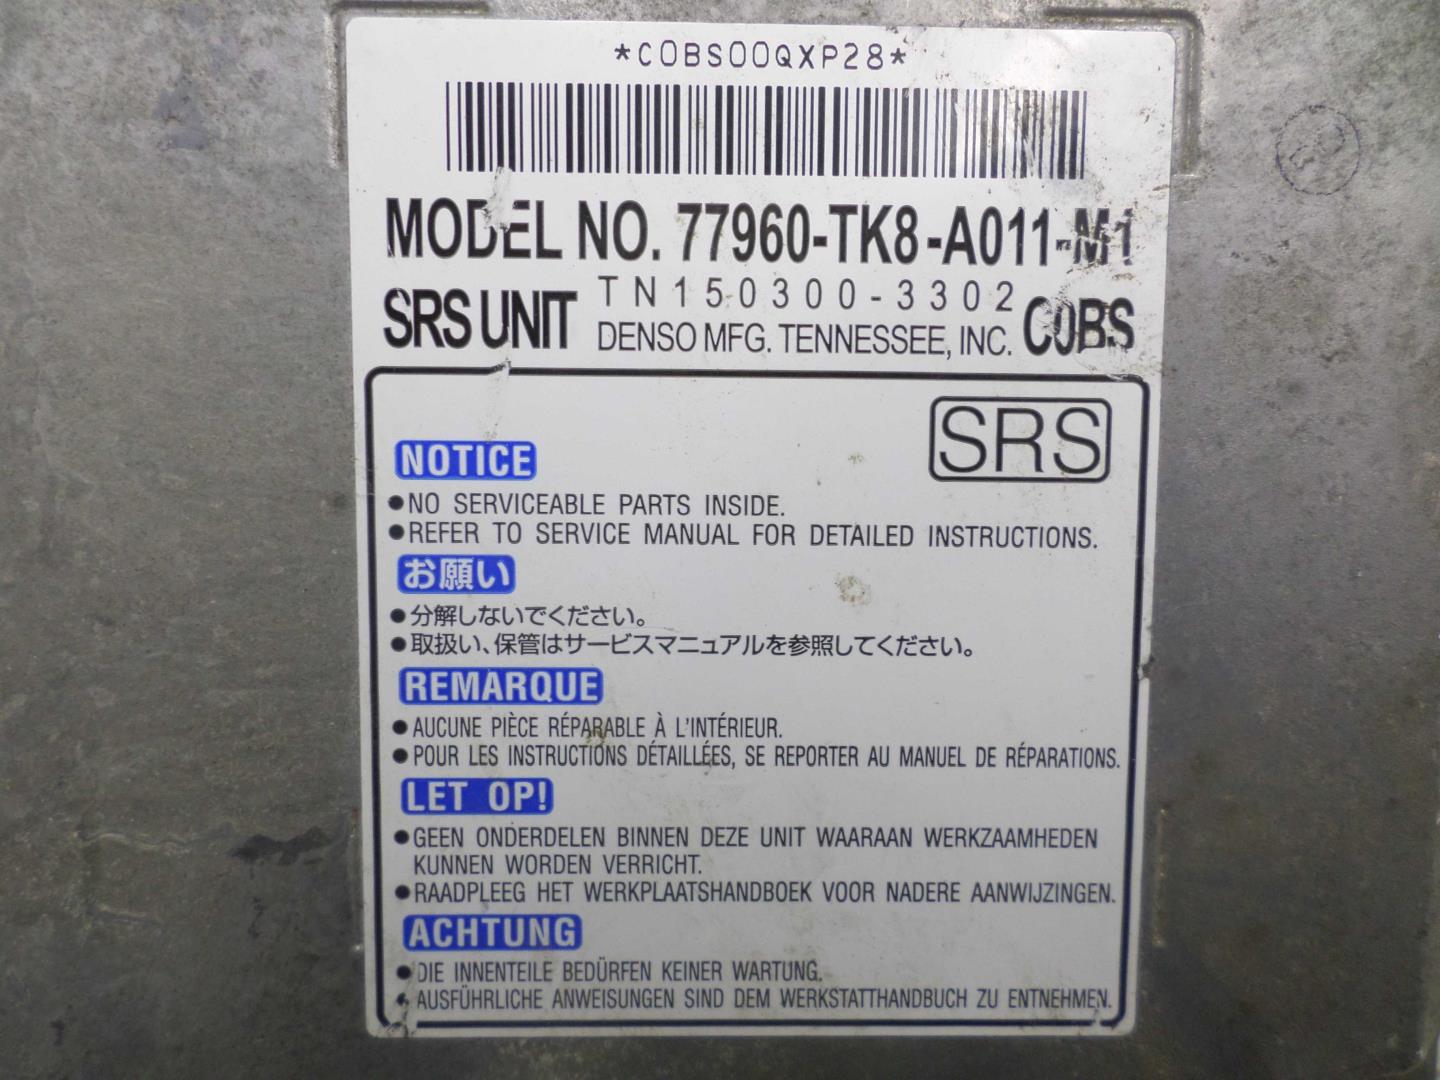 *C0BS00QXP28*
MODEL NO. 77960-TK8-A011-M1
SRS UNIT TN150300-3302 C0BS
DENSO MFG. TENNESSEE, INC.
SRS
NOTICE
●NO SERVICEABLE PARTS INSIDE.
●REFER TO SERVICE MANUAL FOR DETAILED INSTRUCTIONS.
お願い
●分解しないでください。
●取扱い、保管はサービスマニュアルを参照してください。
REMARQUE
●AUCUNE PIÈCE RÉPARABLE À L'INTÉRIEUR.
●POUR LES INSTRUCTIONS DÉTAILLÉES, SE REPORTER AU MANUEL DE RÉPARATIONS.
LET OP!
●GEEN ONDERDELEN BINNEN DEZE UNIT WAARAAN WERKZAAMHEDEN
KUNNEN WORDEN VERRICHT.
●RAADPLEEG HET WERKPLAATSHANDBOEK VOOR NADERE AANWIJZINGEN.
ACHTUNG
●DIE INNENTEILE BEDÜRFEN KEINER WARTUNG.
●AUSFÜHRLICHE ANWEISUNGEN SIND DEM WERKSTATTHANDBUCH ZU ENTNEHMEN.